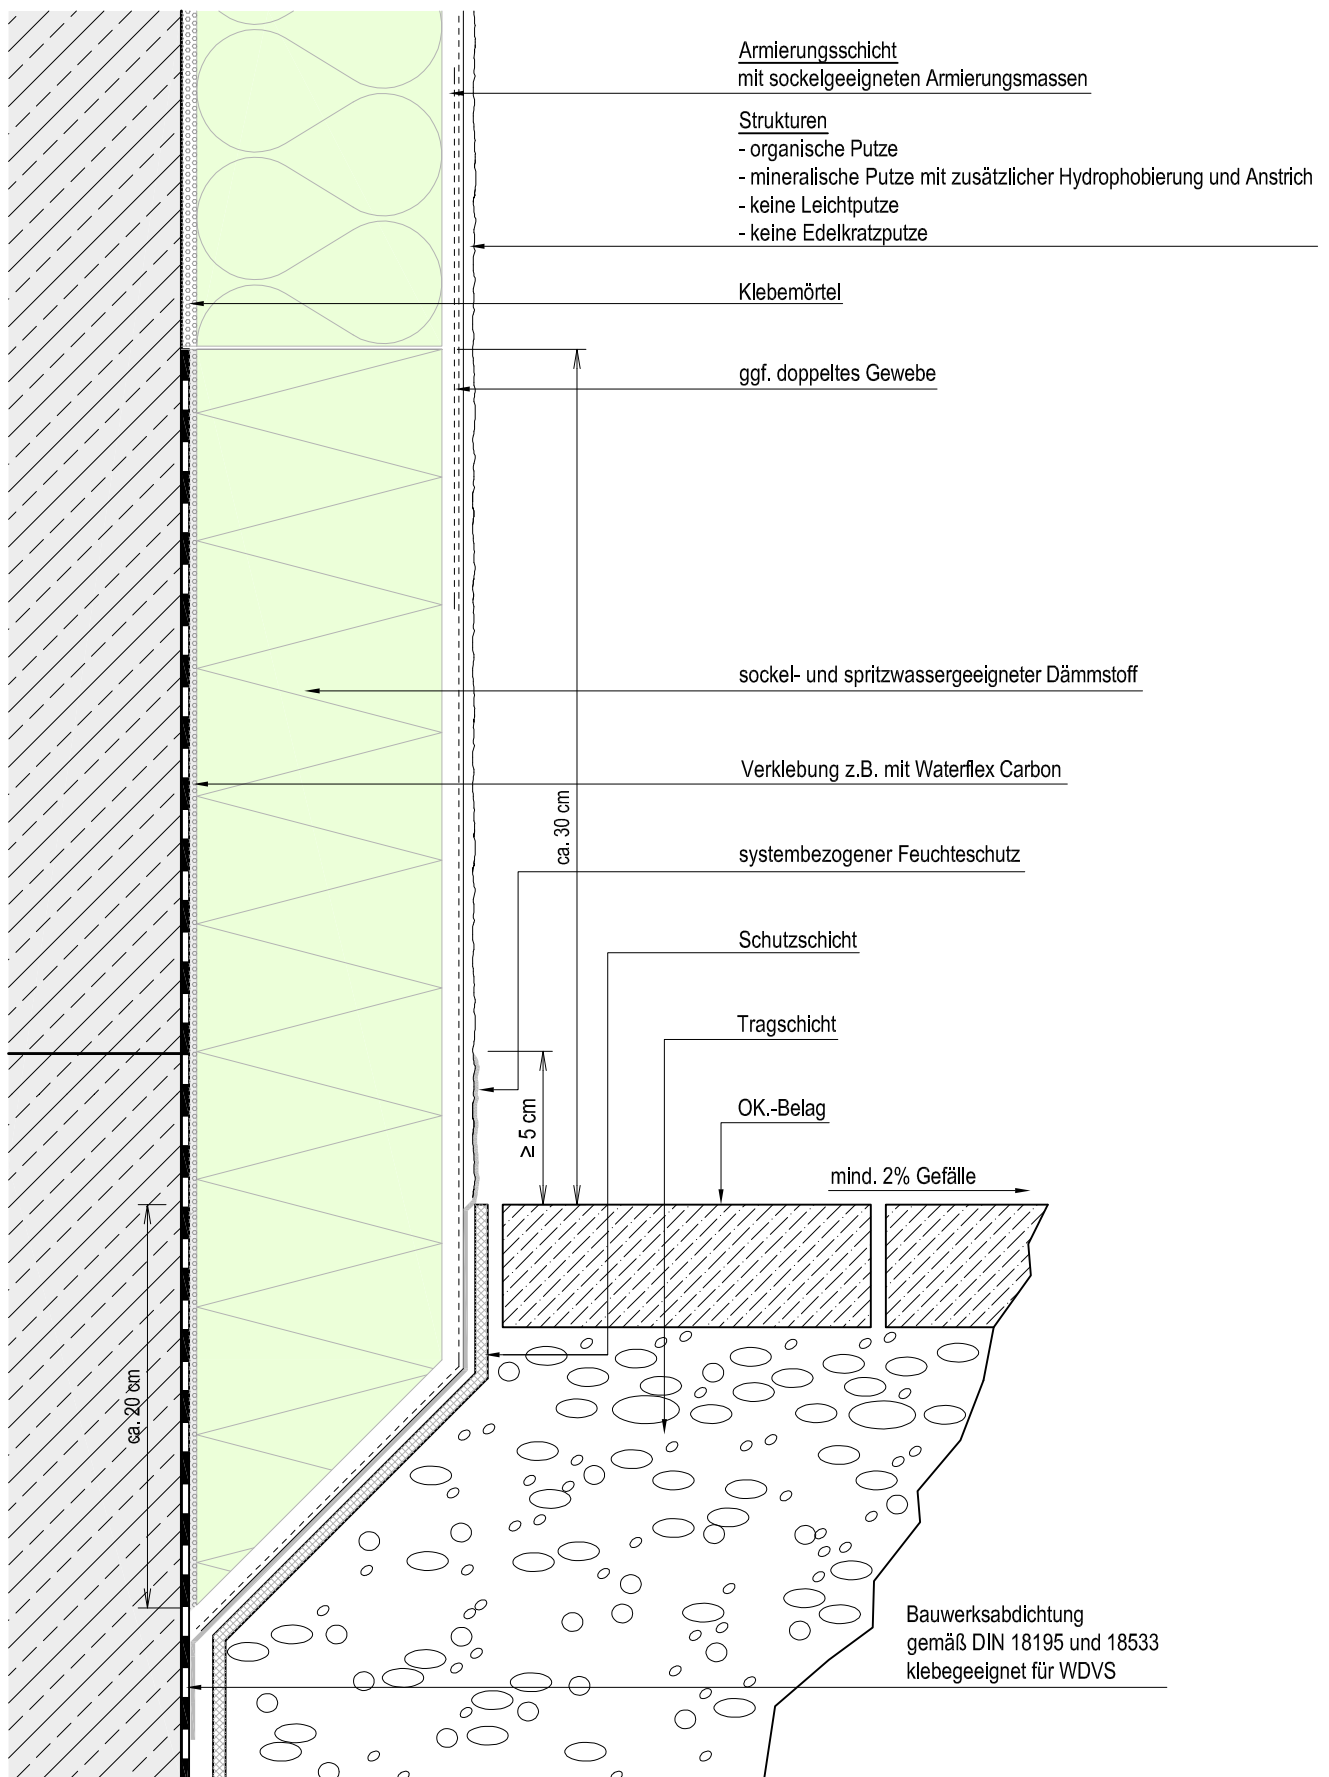 Armierungsschicht
mit sockelgeeigneten Armierungsmassen
Strukturen
- organische Putze
- mineralische Putze mit zusätzlicher Hydrophobierung und Anstrich
- keine Leichtputze
- keine Edelkratzputze
Klebemörtel
ggf. doppeltes Gewebe
sockel- und spritzwassergeeigneter Dämmstoff
Verklebung z.B. mit Waterflex Carbon
ca. 30 cm
systembezogener Feuchteschutz
Schutzschicht
Tragschicht
OK.-Belag
≥ 5 cm
mind. 2% Gefälle
ca. 20 cm
Bauwerksabdichtung
gemäß DIN 18195 und 18533
klebegeeignet für WDVS